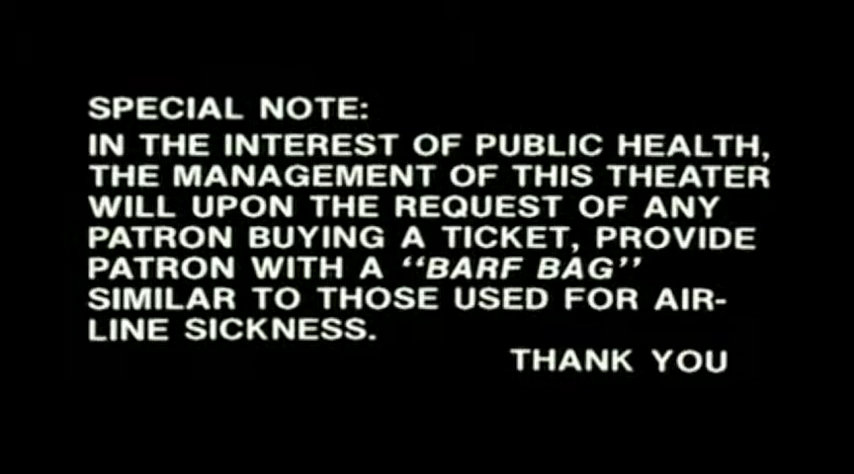 SPECIAL NOTE:
IN THE INTEREST OF PUBLIC HEALTH,
THE MANAGEMENT OF THIS THEATER
WILL UPON THE REQUEST OF ANY
PATRON BUYING A TICKET, PROVIDE
PATRON WITH A “BARF BAG”
SIMILAR TO THOSE USED FOR AIR-
LINE SICKNESS.
THANK YOU